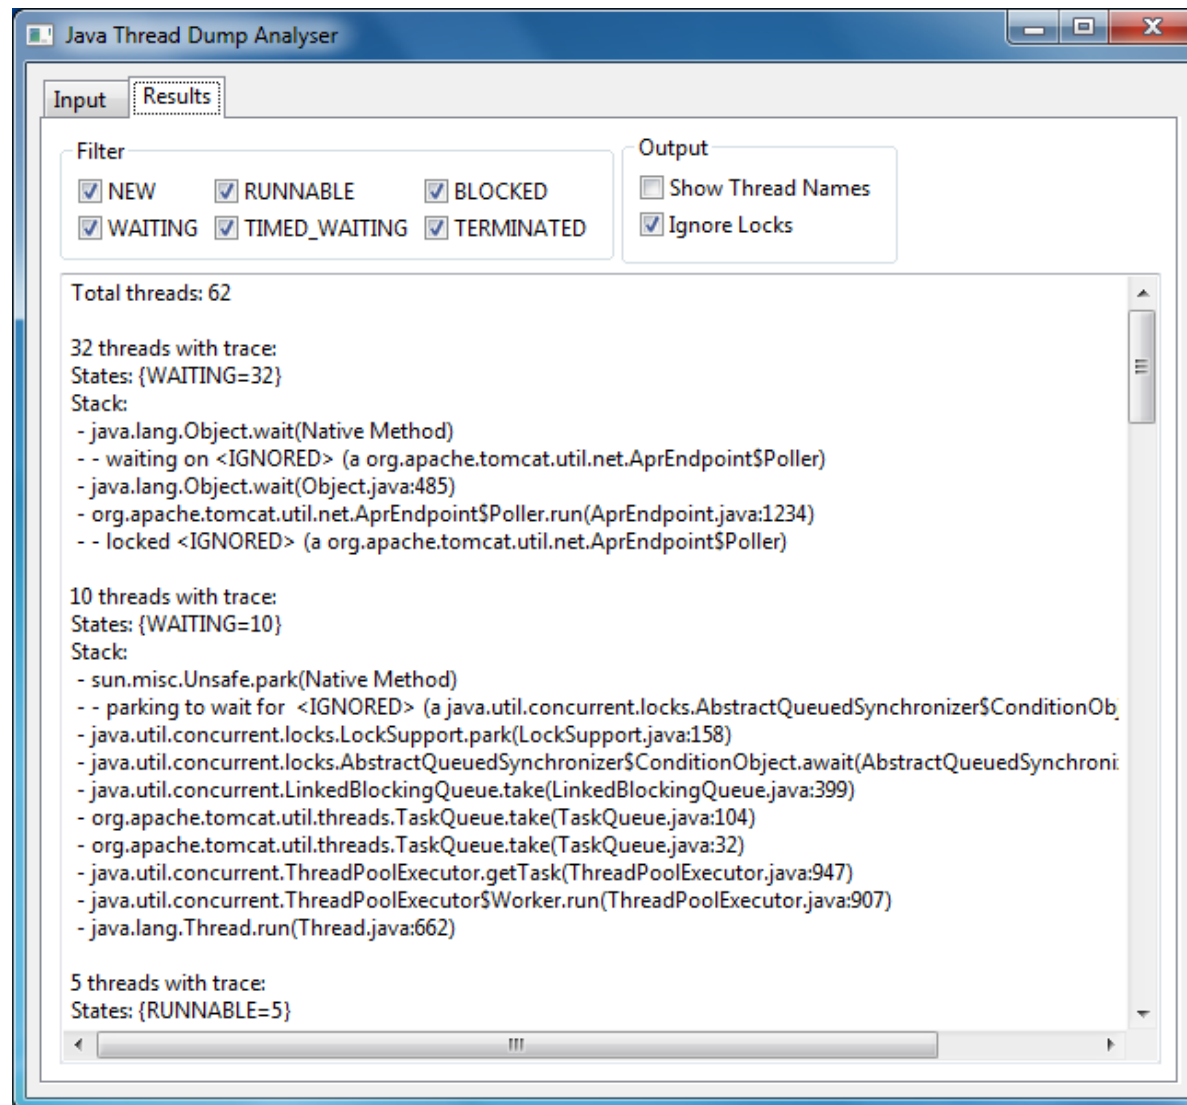 Java Thread Dump Analyser
Input Results
Filter
NEW RUNNABLE BLOCKED
WAITING TIMED_WAITING TERMINATED
Output
Show Thread Names
Ignore Locks
Total threads: 62
32 threads with trace:
States: {WAITING=32}
Stack:
- java.lang.Object.wait(Native Method)
- - waiting on <IGNORED> (a org.apache.tomcat.util.net.AprEndpoint$Poller)
- java.lang.Object.wait(Object.java:485)
- org.apache.tomcat.util.net.AprEndpoint$Poller.run(AprEndpoint.java:1234)
- - locked <IGNORED> (a org.apache.tomcat.util.net.AprEndpoint$Poller)
10 threads with trace:
States: {WAITING=10}
Stack:
- sun.misc.Unsafe.park(Native Method)
- - parking to wait for  <IGNORED> (a java.util.concurrent.locks.AbstractQueuedSynchronizer$ConditionObj
- java.util.concurrent.locks.LockSupport.park(LockSupport.java:158)
- java.util.concurrent.locks.AbstractQueuedSynchronizer$ConditionObject.await(AbstractQueuedSynchroni
- java.util.concurrent.LinkedBlockingQueue.take(LinkedBlockingQueue.java:399)
- org.apache.tomcat.util.threads.TaskQueue.take(TaskQueue.java:104)
- org.apache.tomcat.util.threads.TaskQueue.take(TaskQueue.java:32)
- java.util.concurrent.ThreadPoolExecutor.getTask(ThreadPoolExecutor.java:947)
- java.util.concurrent.ThreadPoolExecutor$Worker.run(ThreadPoolExecutor.java:907)
- java.lang.Thread.run(Thread.java:662)
5 threads with trace:
States: {RUNNABLE=5}